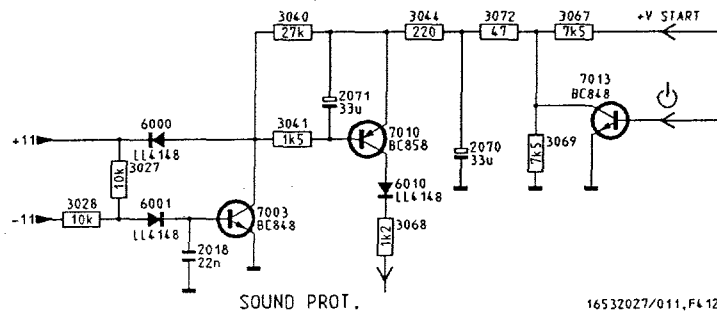 3040
27k
3044
220
3072
47
3067
7k5
+V START
7013
BC848
2071
33u
6000
LL4148
+11
3041
1k5
7010
BC858
2070
33u
3069
7k5
3027
10k
6010
LL4148
-11
3028
10k
6001
LL4148
7003
BC848
3068
1k2
2018
22n
SOUND PROT.
16532027/011,F412